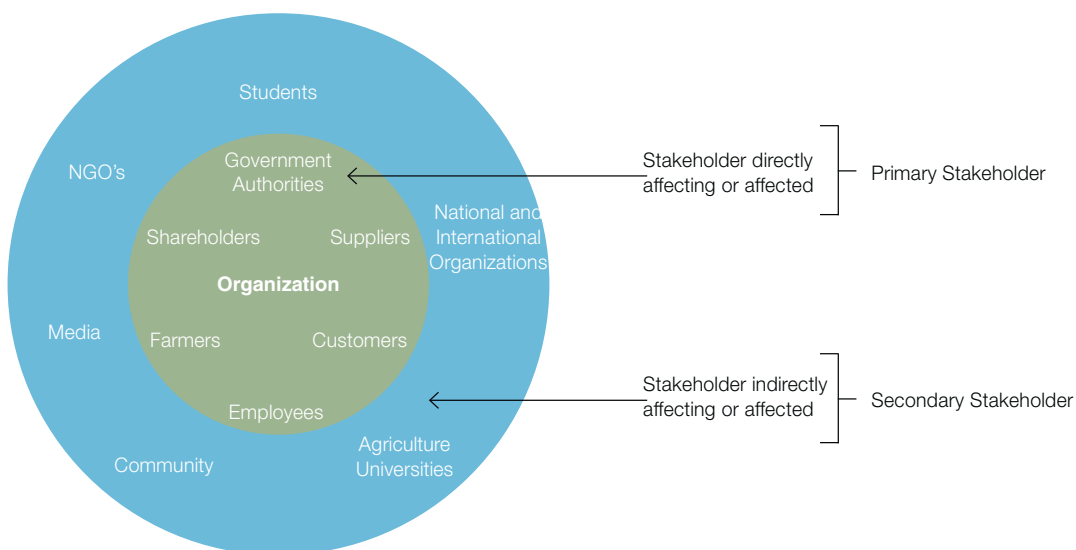 Students
NGO's
Government
Authorities
Stakeholder directly
affecting or affected
Primary Stakeholder
National and
International
Organizations
Shareholders
Suppliers
Organization
Media
Farmers
Customers
Employees
Stakeholder indirectly
affecting or affected
Secondary Stakeholder
Community
Agriculture
Universities